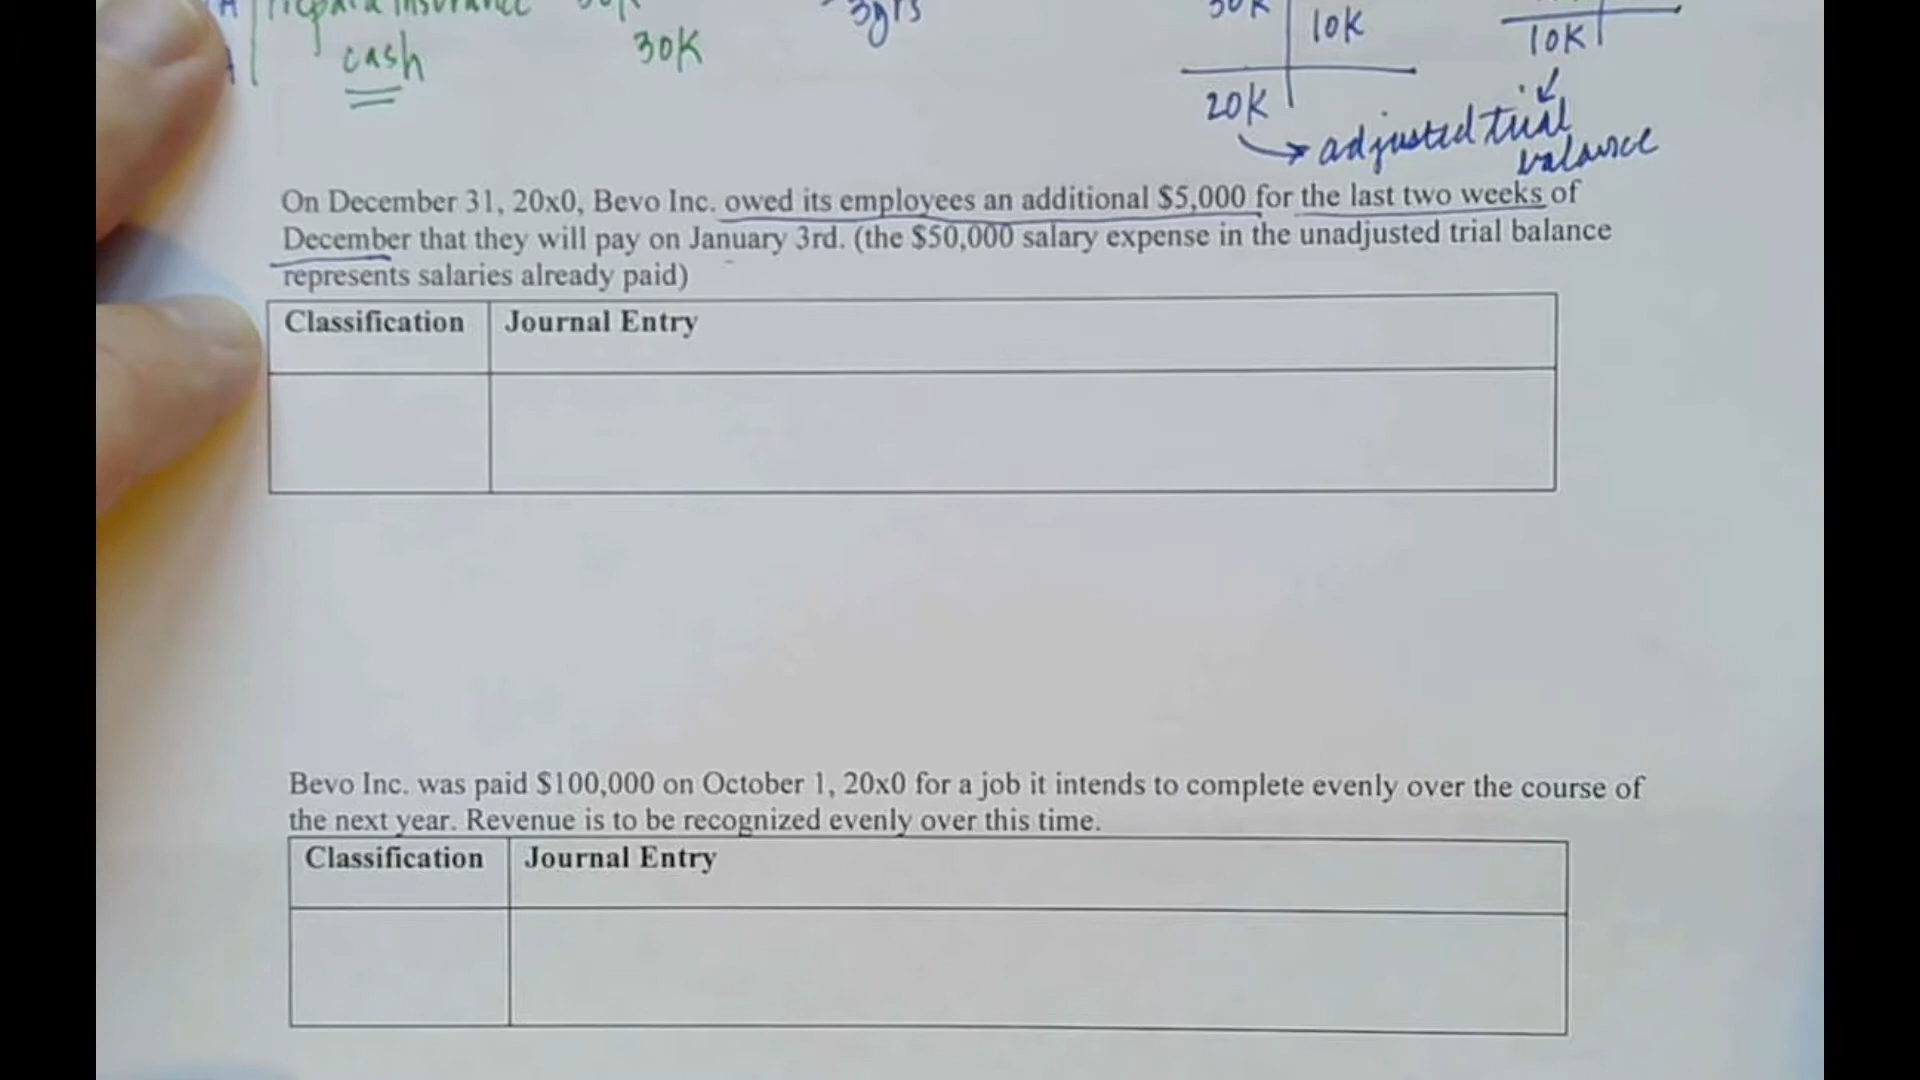 cash 30K 3yrs 10K 10K
20K adjusted trial
balance
On December 31, 20x0, Bevo Inc. owed its employees an additional $5,000 for the last two weeks of
December that they will pay on January 3rd. (the $50,000 salary expense in the unadjusted trial balance
represents salaries already paid)
Classification Journal Entry
Bevo Inc. was paid $100,000 on October 1, 20x0 for a job it intends to complete evenly over the course of
the next year. Revenue is to be recognized evenly over this time.
Classification Journal Entry